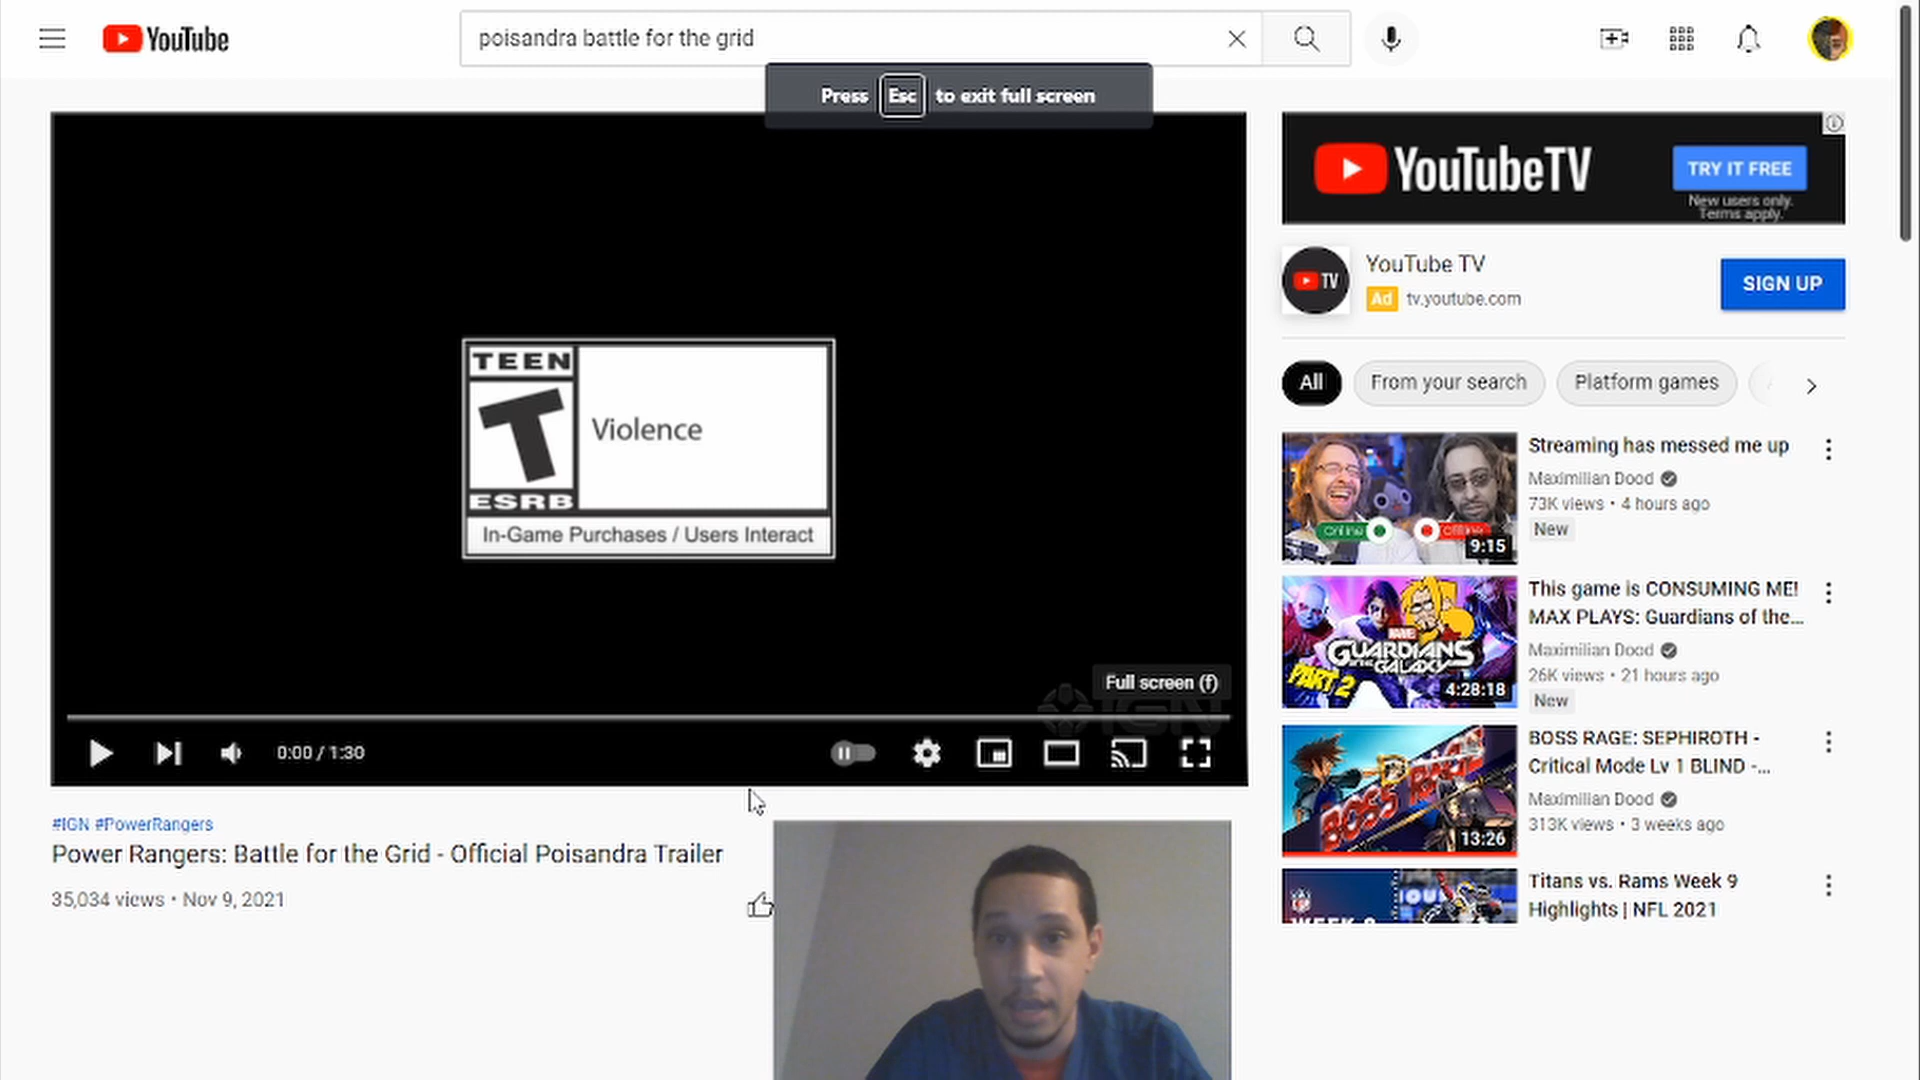 YouTube
poisandra battle for the grid
Press Esc to exit full screen
TEEN
T
ESRB
Violence
In-Game Purchases / Users Interact
Full screen (f)
IGN
0:00 / 1:30
#IGN #PowerRangers
Power Rangers: Battle for the Grid - Official Poisandra Trailer
35,034 views • Nov 9, 2021
YouTubeTV
TRY IT FREE
New users only.
Terms apply.
TV
YouTube TV
Ad tv.youtube.com
SIGN UP
All
From your search
Platform games
Online
Offline
9:15
Streaming has messed me up
Maximilian Dood
73K views • 4 hours ago
New
MARVEL
GUARDIANS
OF THE
GALAXY
PART 2
4:28:18
This game is CONSUMING ME!
MAX PLAYS: Guardians of the...
Maximilian Dood
26K views • 21 hours ago
New
BOSS RAGE
13:26
BOSS RAGE: SEPHIROTH -
Critical Mode Lv 1 BLIND -...
Maximilian Dood
313K views • 3 weeks ago
Titans vs. Rams Week 9
Highlights | NFL 2021